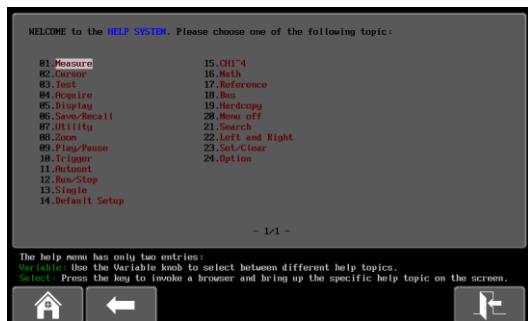 WELCOME to the HELP SYSTEM. Please choose one of the following topic:
01.Measure
02.Cursor
03.Test
04.Acquire
05.Display
06.Save/Recall
07.Utility
08.Zoom
09.Play/Pause
10.Trigger
11.Autoset
12.Run/Stop
13.Single
14.Default Setup
15.CH1~4
16.Math
17.Reference
18.Bus
19.Hardcopy
20.Menu off
21.Search
22.Left and Right
23.Set/Clear
24.Option
- 1/1 -
The help menu has only two entries:
Variable: Use the Variable knob to select between different help topics.
Select: Press the key to invoke a browser and bring up the specific help topic on the screen.